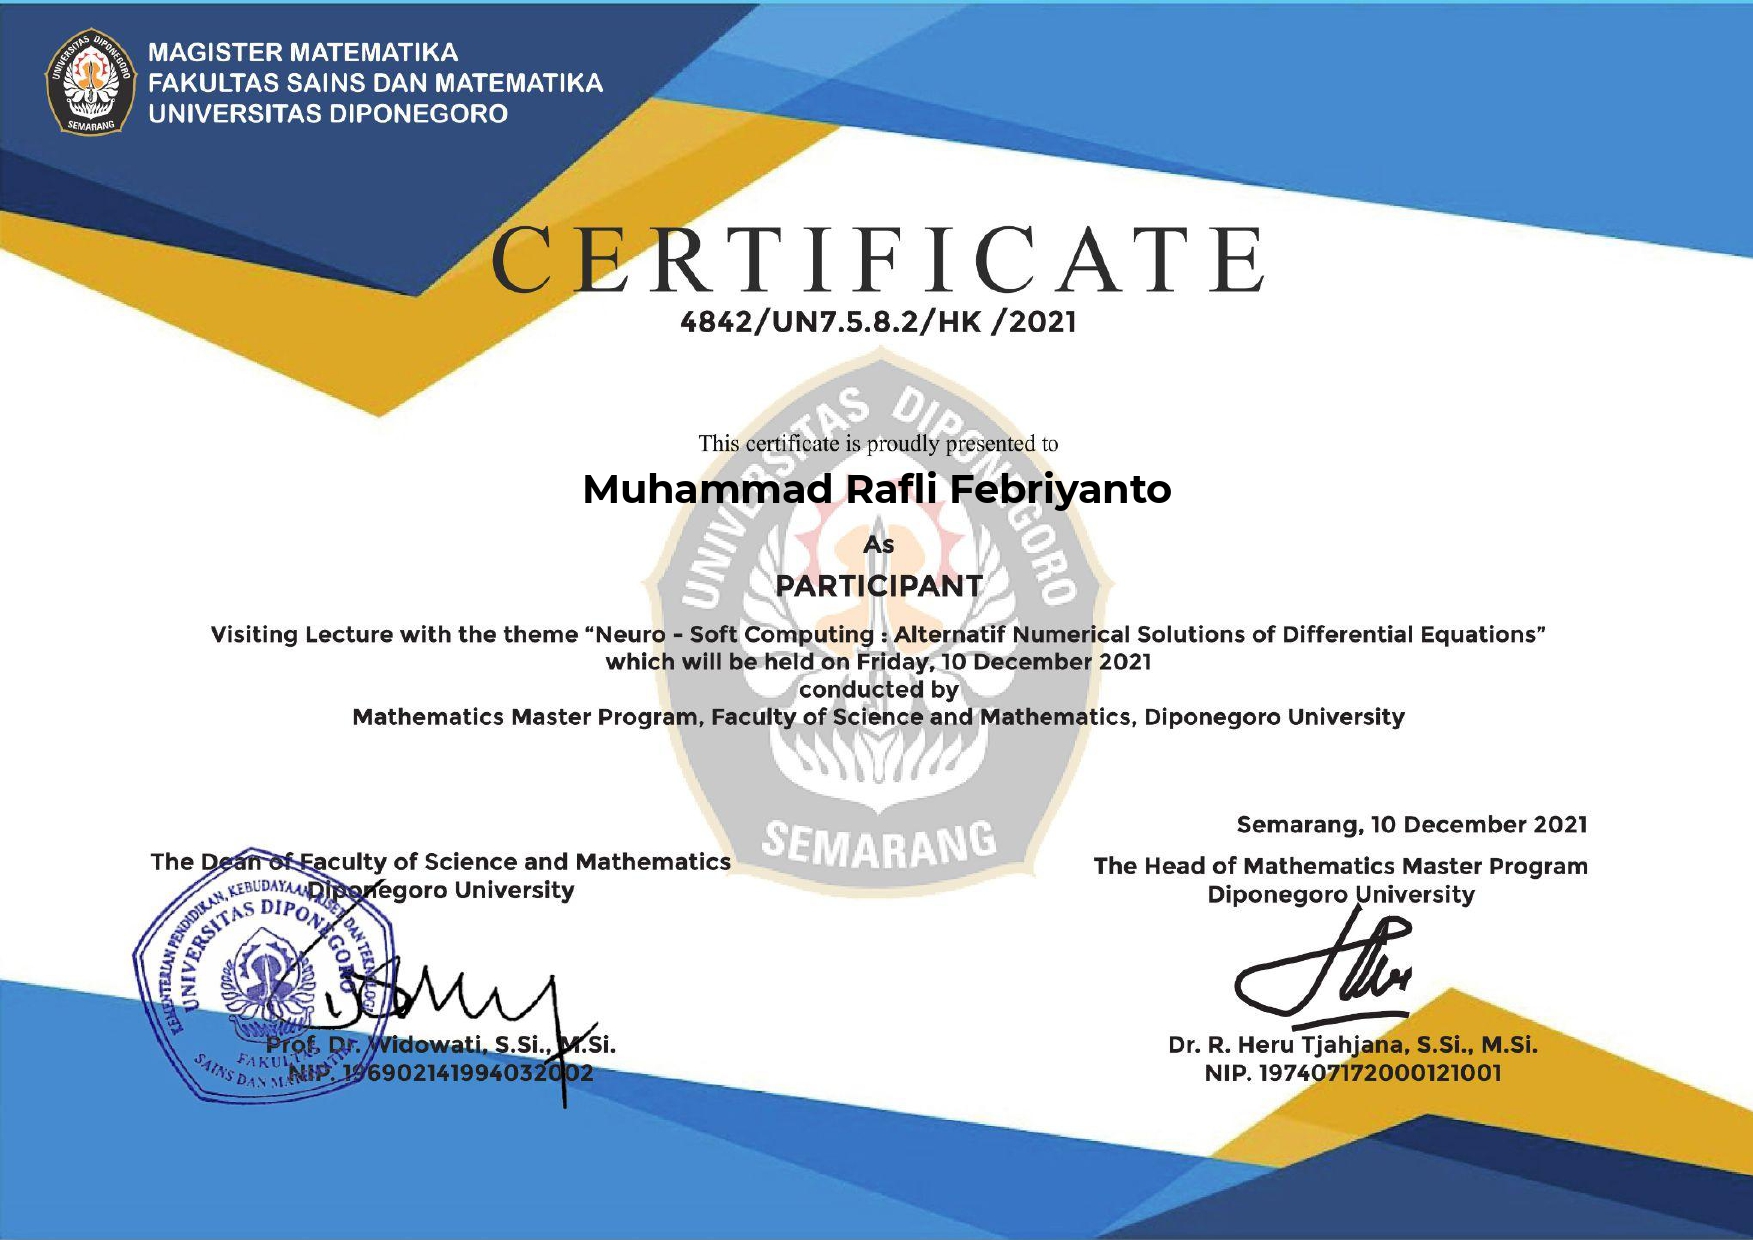 UNIVERSITAS DIPONEGORO
SEMARANG
MAGISTER MATEMATIKA
FAKULTAS SAINS DAN MATEMATIKA
UNIVERSITAS DIPONEGORO
CERTIFICATE
4842/UN7.5.8.2/HK /2021
UNIVERSITAS DIPONEGORO
This certificate is proudly presented to
Muhammad Rafli Febriyanto
As
PARTICIPANT
Visiting Lecture with the theme “Neuro - Soft Computing : Alternatif Numerical Solutions of Differential Equations”
which will be held on Friday, 10 December 2021
conducted by
Mathematics Master Program, Faculty of Science and Mathematics, Diponegoro University
SEMARANG
Semarang, 10 December 2021
The Dean of Faculty of Science and Mathematics
Diponegoro University
KEMENTERIAN PENDIDIKAN, KEBUDAYAAN, RISET DAN TEKNOLOGI
UNIVERSITAS DIPONEGORO
FAKULTAS
SAINS DAN MATEMATIKA
Prof. Dr. Widowati, S.Si., M.Si.
NIP. 196902141994032002
The Head of Mathematics Master Program
Diponegoro University
Dr. R. Heru Tjahjana, S.Si., M.Si.
NIP. 197407172000121001